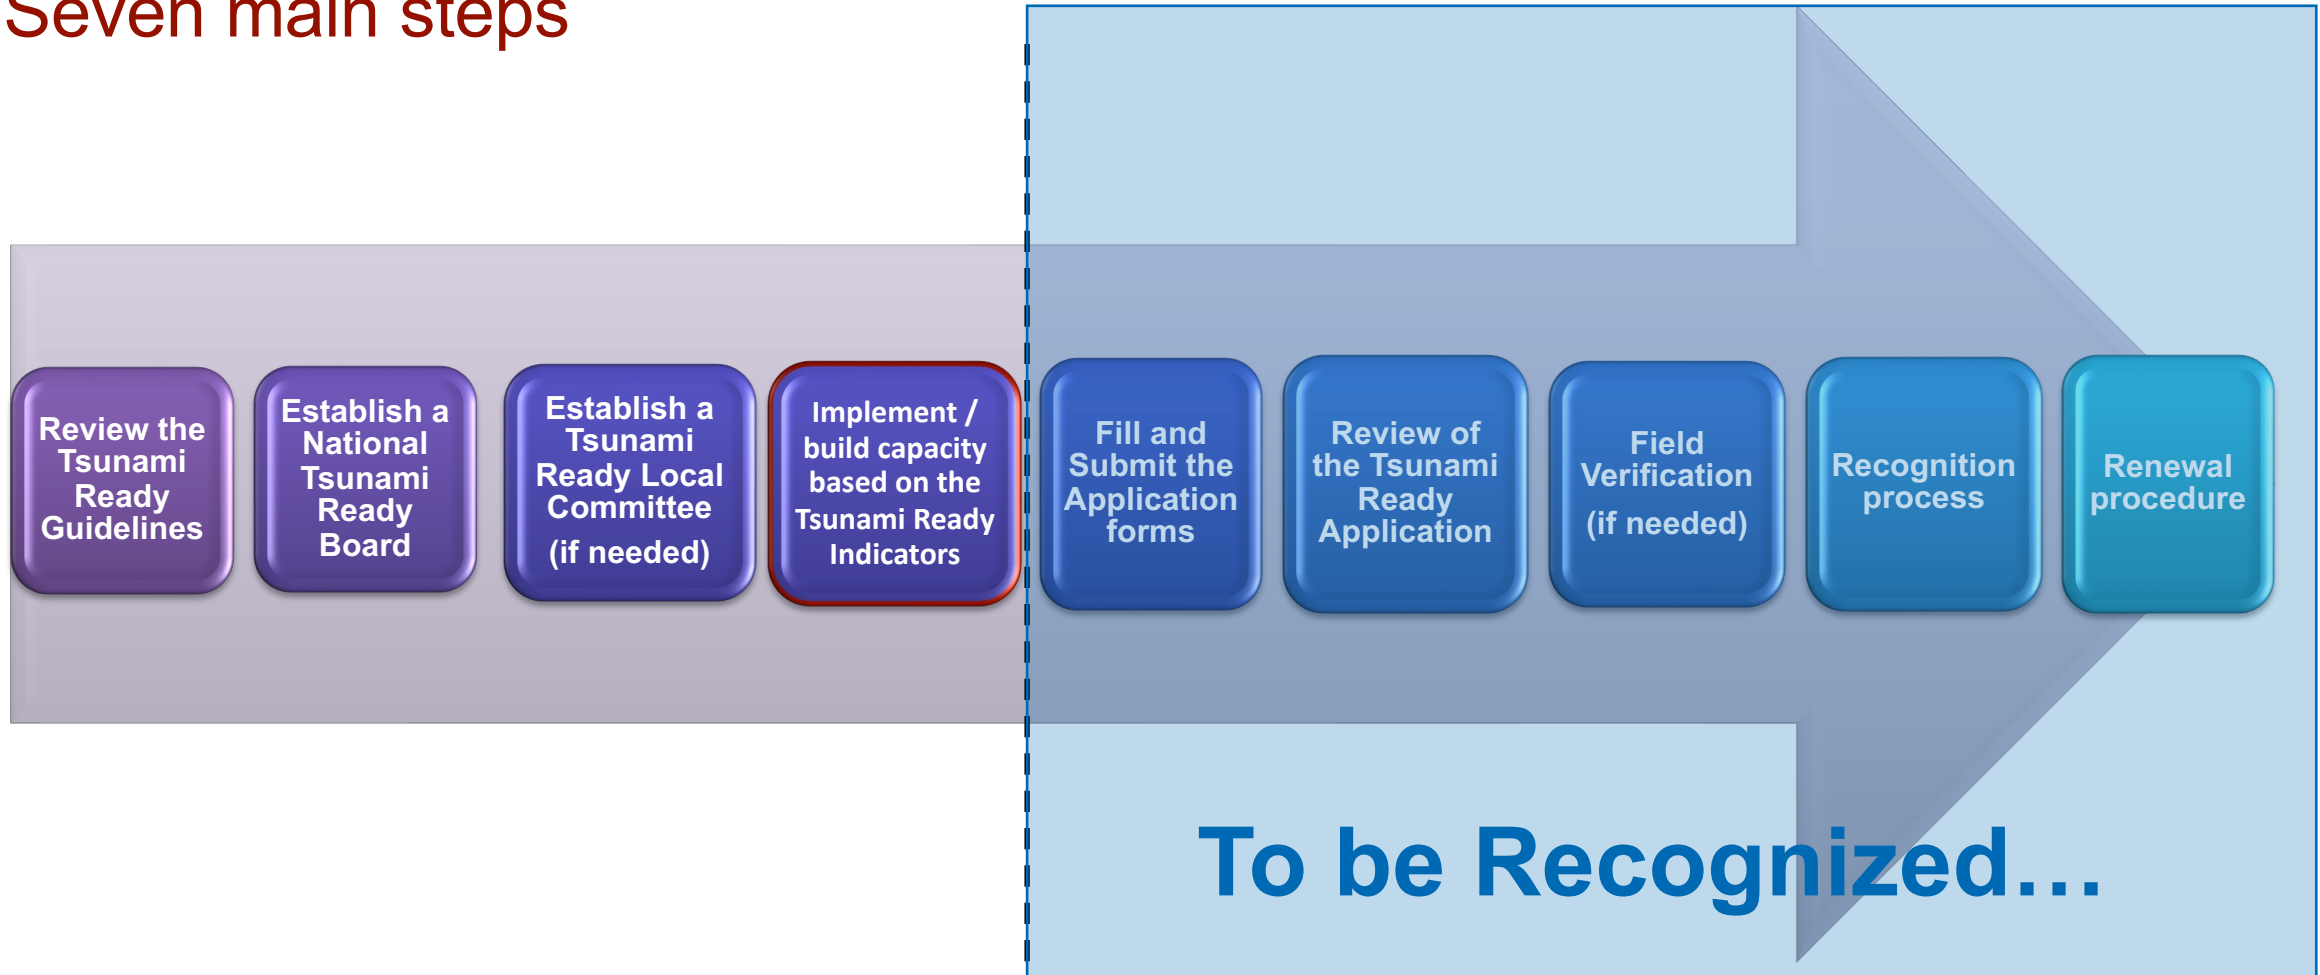 Seven main steps
Review the
Tsunami
Ready
Guidelines
Establish a
National
Tsunami
Ready
Board
Establish a
Tsunami
Ready Local
Committee
(if needed)
Implement /
build capacity
based on the
Tsunami Ready
Indicators
Fill and
Submit the
Application
forms
Review of
the Tsunami
Ready
Application
Field
Verification
(if needed)
Recognition
process
Renewal
procedure
To be Recognized…